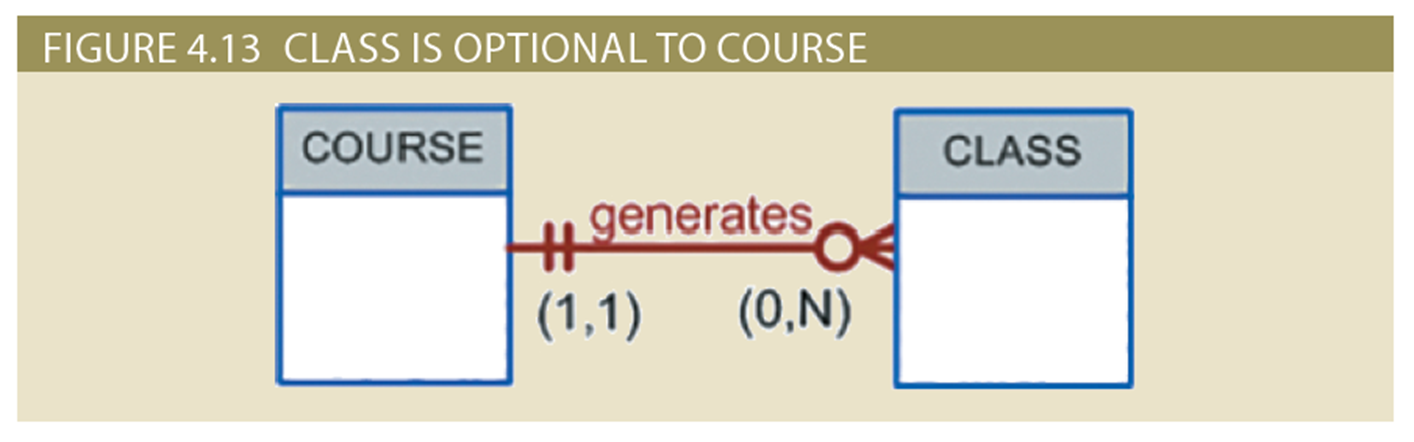 FIGURE 4.13 CLASS IS OPTIONAL TO COURSE
COURSE
CLASS
generates
(1,1)
(0,N)